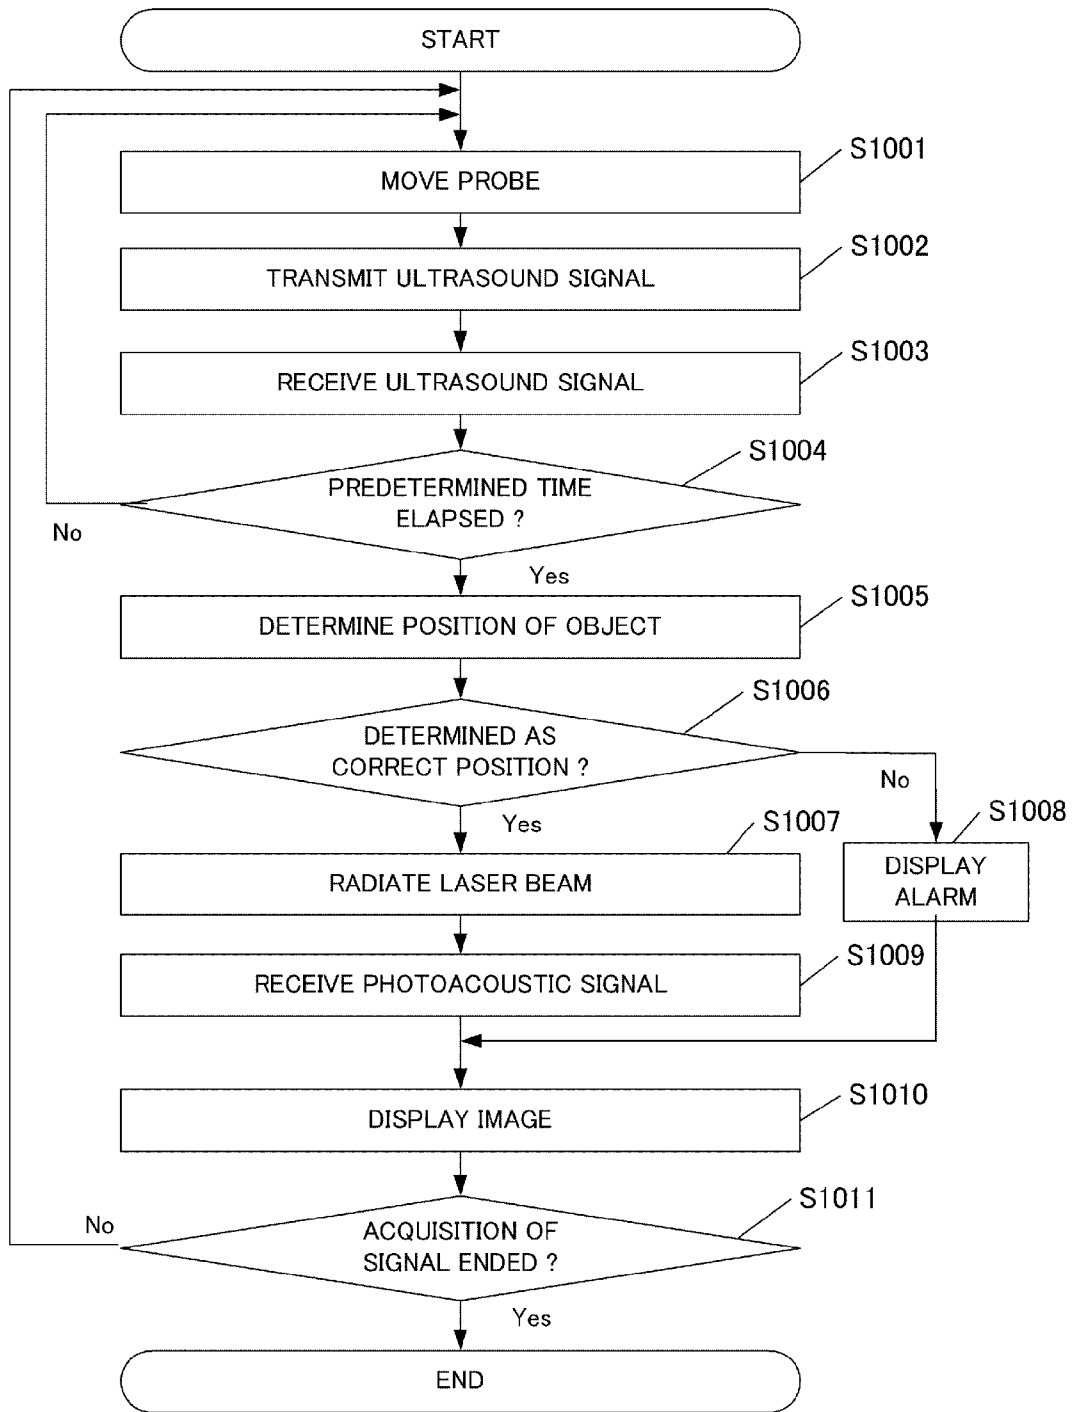 START
S1001
MOVE PROBE
S1002
TRANSMIT ULTRASOUND SIGNAL
S1003
RECEIVE ULTRASOUND SIGNAL
S1004
PREDETERMINED TIME
ELAPSED ?
No
Yes
S1005
DETERMINE POSITION OF OBJECT
S1006
DETERMINED AS
CORRECT POSITION ?
No
Yes
S1007
RADIATE LASER BEAM
S1008
DISPLAY
ALARM
S1009
RECEIVE PHOTOACOUSTIC SIGNAL
S1010
DISPLAY IMAGE
S1011
ACQUISITION OF
SIGNAL ENDED ?
No
Yes
END